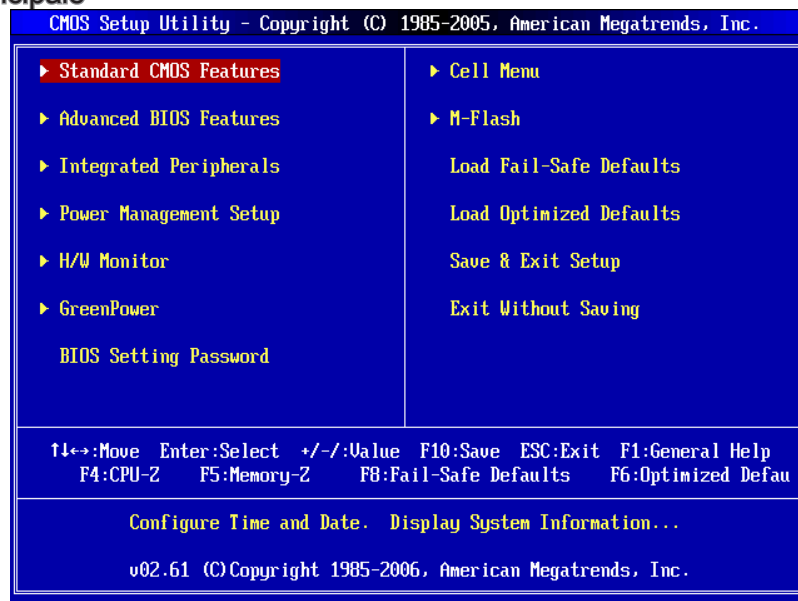 CMOS Setup Utility - Copyright (C) 1985-2005, American Megatrends, Inc.
Standard CMOS Features
Advanced BIOS Features
Integrated Peripherals
Power Management Setup
H/W Monitor
GreenPower
BIOS Setting Password
Cell Menu
M-Flash
Load Fail-Safe Defaults
Load Optimized Defaults
Save & Exit Setup
Exit Without Saving
↑↓←→:Move Enter:Select +/-/:Value F10:Save ESC:Exit F1:General Help
F4:CPU-Z F5:Memory-Z F8:Fail-Safe Defaults F6:Optimized Defau
Configure Time and Date. Display System Information...
v02.61 (C)Copyright 1985-2006, American Megatrends, Inc.